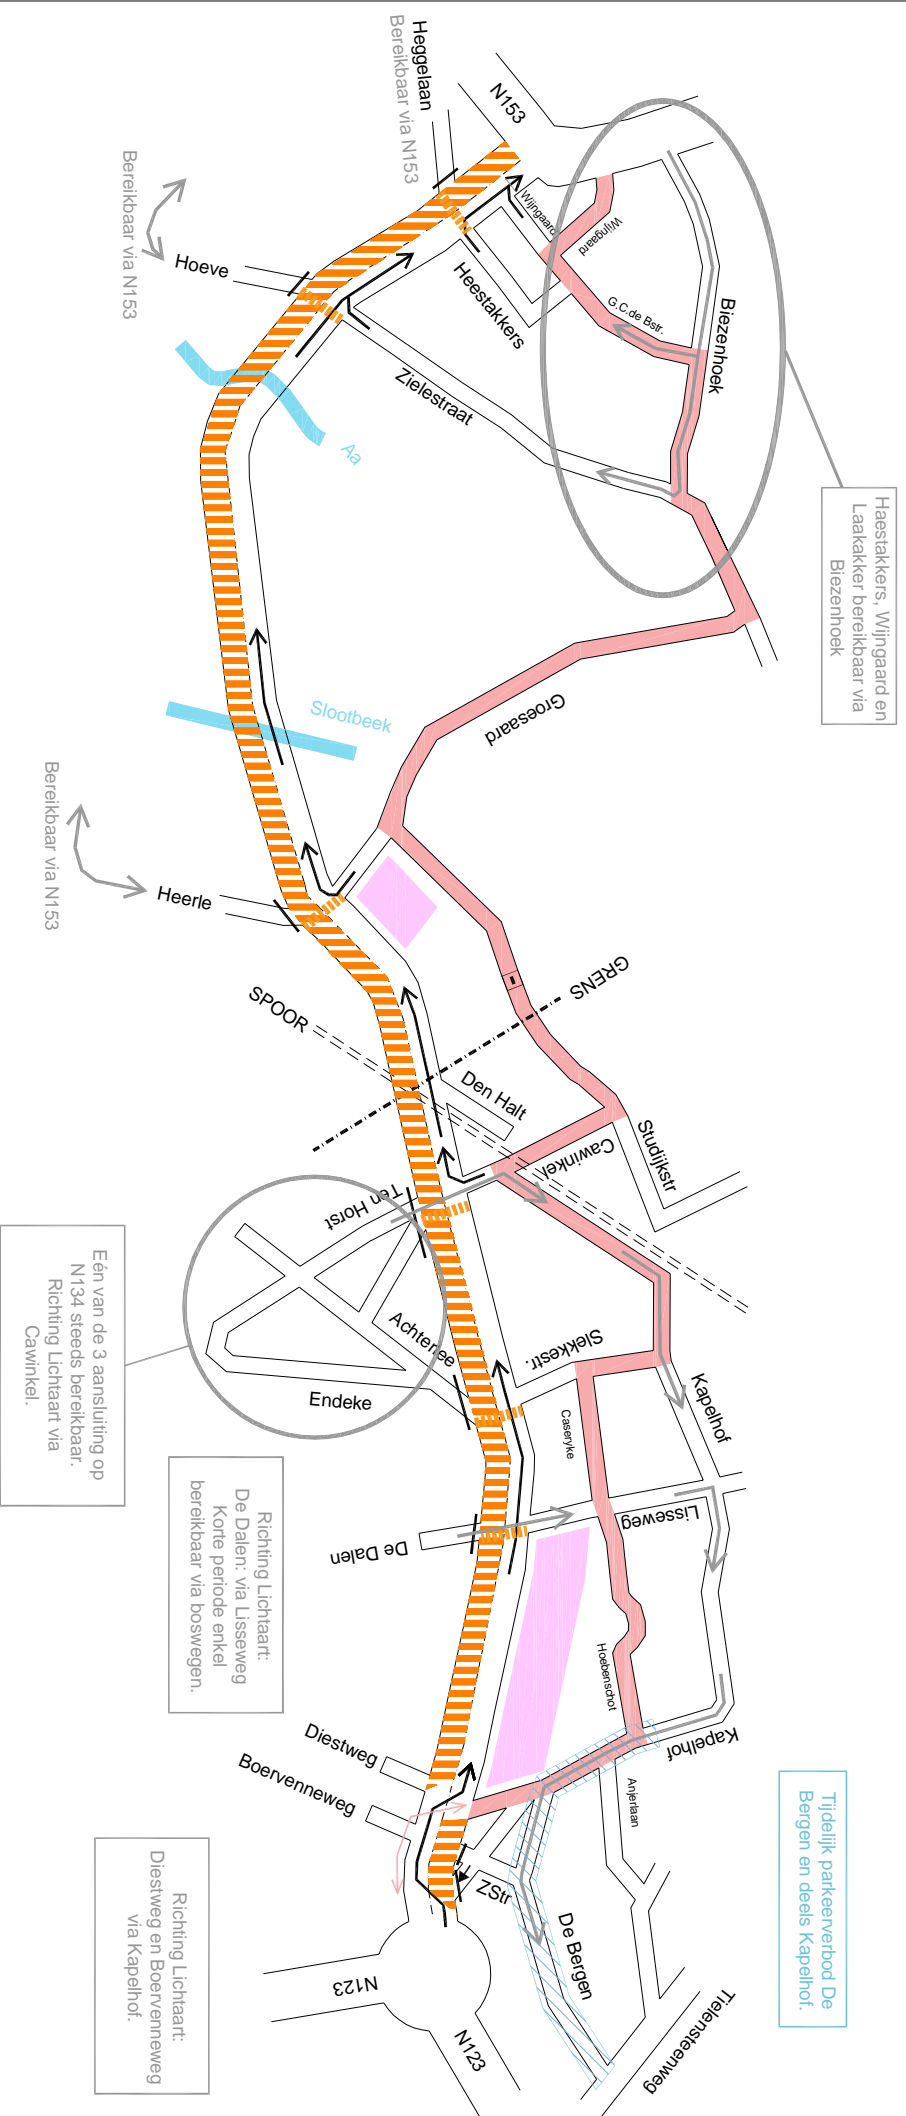 Heggelaan
Bereikbaar via N153
N153
Bereikbaar via N153
Hoeve
Wijngaard
Wijngaard
Heestakkers
G.C.de Bstr.
Biezenhoek
Zielestraat
Aa
Haestakkers, Wijngaard en
Laakakker bereikbaar via
Biezenhoek
Groesaard
Slootbeek
Bereikbaar via N153
Heerle
SPOOR
GRENS
Den Halt
Cawinkel
Studijkstr
Ten Horst
Achteree
Endeke
Slekkestr.
Caseryke
Kapelhof
Eén van de 3 aansluiting op
N134 steeds bereikbaar.
Richting Lichtaart via
Cawinkel.
Lisseweg
De Dalen
Richting Lichtaart:
De Dalen: via Lisseweg
Korte periode enkel
bereikbaar via boswegen.
Hoebenschot
Kapelhof
Anjerlaan
Diestweg
Boervenneweg
ZStr
De Bergen
Tijdelijk parkeerverbod De
Bergen en deels Kapelhof.
Richting Lichtaart:
Diestweg en Boervenneweg
via Kapelhof.
N123
N123
Tielensteenweg